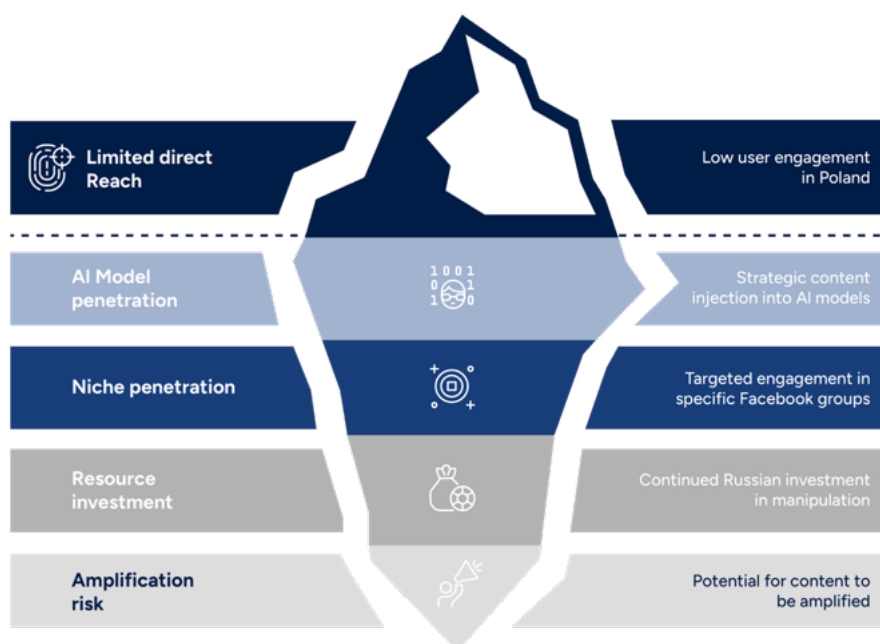 Limited direct
Reach
Low user engagement
in Poland
AI Model
penetration
1001
0 1
1 0
Strategic content
injection into AI models
Niche penetration
Targeted engagement in
specific Facebook groups
Resource
investment
Continued Russian investment
in manipulation
Amplification
risk
Potential for content to
be amplified